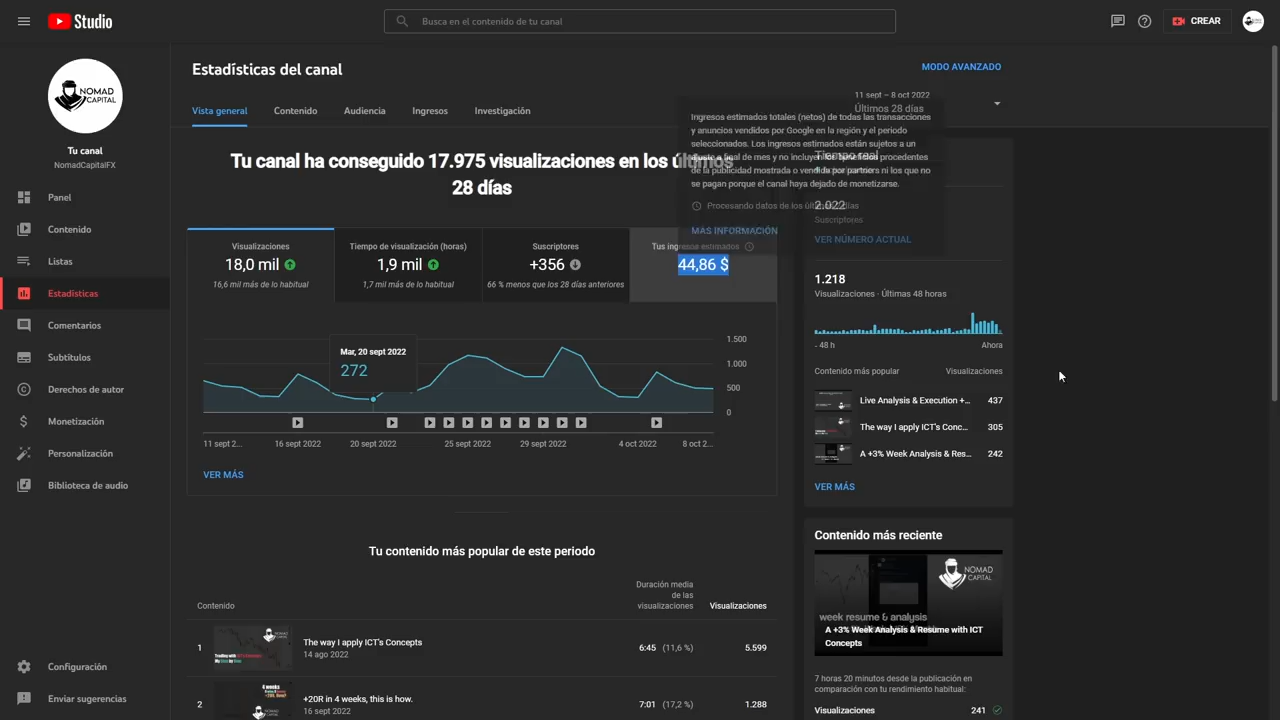 Studio
Busca en el contenido de tu canal
CREAR
NOMAD
CAPITAL
Tu canal
NomadCapitalFX
Panel
Contenido
Listas
Estadísticas
Comentarios
Subtítulos
Derechos de autor
Monetización
Personalización
Biblioteca de audio
Configuración
Enviar sugerencias
Estadísticas del canal
MODO AVANZADO
Vista general
Contenido
Audiencia
Ingresos
Investigación
11 sept – 8 oct 2022
Últimos 28 días
Tu canal ha conseguido 17.975 visualizaciones en los últimos
28 días
Ingresos estimados totales (netos) de todas las transacciones
y anuncios vendidos por Google en la región y el periodo
seleccionados. Los ingresos estimados están sujetos a un
ajuste a final de mes y no incluyen los beneficios procedentes
de la publicidad mostrada o vendida por partners ni los que no
se pagan porque el canal haya dejado de monetizarse.
Procesando datos de los últimos días
MÁS INFORMACIÓN
Visualizaciones
18,0 mil
16,6 mil más de lo habitual
Tiempo de visualización (horas)
1,9 mil
1,7 mil más de lo habitual
Suscriptores
+356
66 % menos que los 28 días anteriores
Tus ingresos estimados
44,86 $
Mar, 20 sept 2022
272
1.500
1.000
500
0
11 sept 2...
16 sept 2022
20 sept 2022
25 sept 2022
29 sept 2022
4 oct 2022
8 oct 2...
VER MÁS
Tu contenido más popular de este periodo
Contenido
Duración media
de las
visualizaciones
Visualizaciones
1
The way I apply ICT's Concepts
14 ago 2022
6:45 (11,6 %)
5.599
2
+20R in 4 weeks, this is how.
16 sept 2022
7:01 (17,2 %)
1.288
Tiempo real
2.022
Suscriptores
VER NÚMERO ACTUAL
1.218
Visualizaciones · Últimas 48 horas
- 48 h
Ahora
Contenido más popular
Visualizaciones
Live Analysis & Execution +...
437
The way I apply ICT's Conc...
305
A +3% Week Analysis & Res...
242
VER MÁS
Contenido más reciente
NOMAD
CAPITAL
week resume & analysis
A +3% Week Analysis & Resume with ICT
Concepts
7 horas 20 minutos desde la publicación en
comparación con tu rendimiento habitual:
Visualizaciones
241